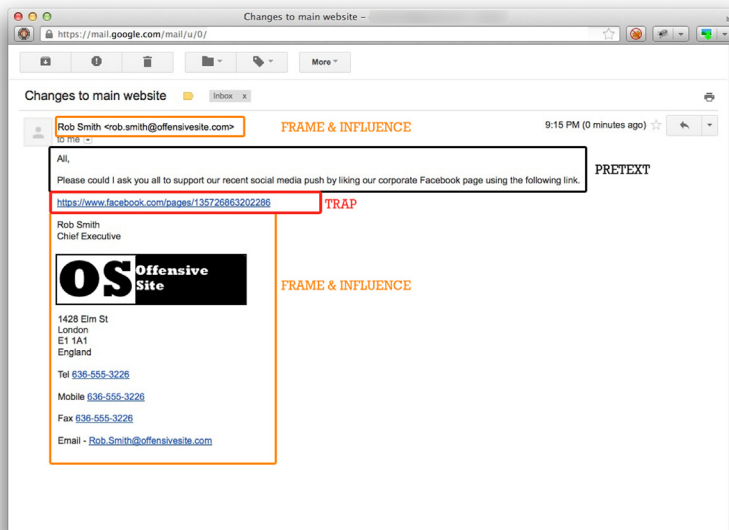 Changes to main website –
https://mail.google.com/mail/u/0/
More
Changes to main website Inbox x
Rob Smith <rob.smith@offensivesite.com> FRAME & INFLUENCE 9:15 PM (0 minutes ago)
to me
All,
Please could I ask you all to support our recent social media push by liking our corporate Facebook page using the following link.
PRETEXT
https://www.facebook.com/pages/135726863202286 TRAP
Rob Smith
Chief Executive
OS Offensive
Site
FRAME & INFLUENCE
1428 Elm St
London
E1 1A1
England
Tel 636-555-3226
Mobile 636-555-3226
Fax 636-555-3226
Email - Rob.Smith@offensivesite.com